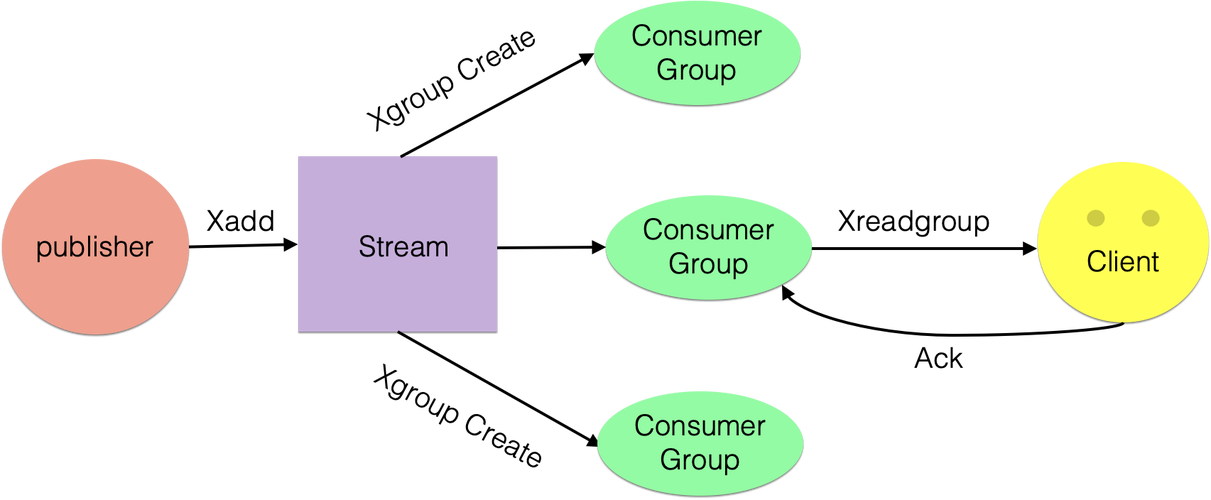 Consumer
Group
Xgroup Create
publisher
Xadd
Stream
Consumer
Group
Xreadgroup
Client
Ack
Xgroup Create
Consumer
Group